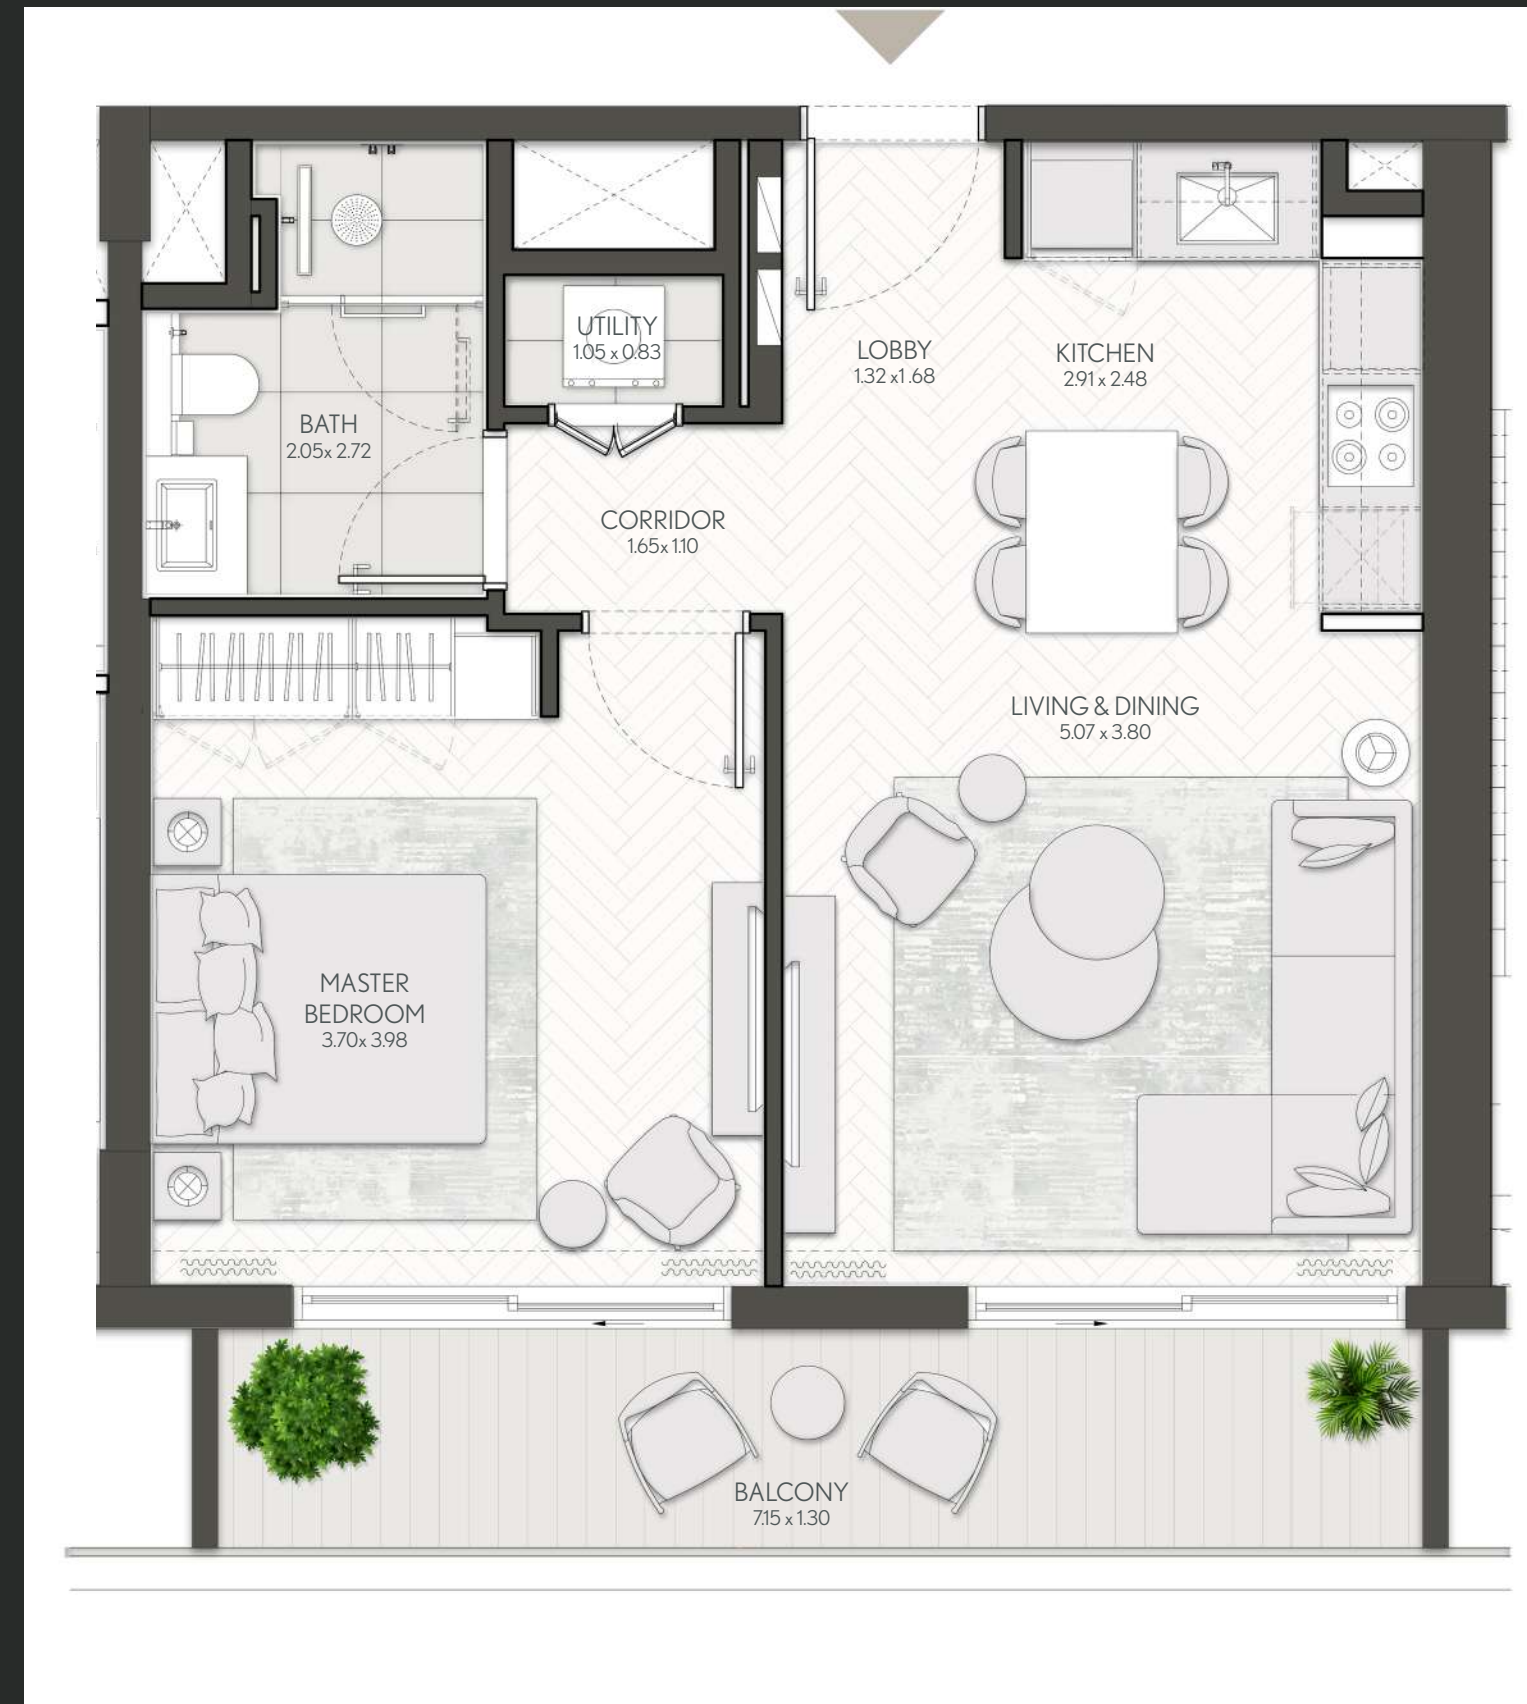 UTILITY
1.05 x 0.83
LOBBY
1.32 x1.68
KITCHEN
2.91 x 2.48
BATH
2.05x 2.72
CORRIDOR
1.65x 1.10
LIVING & DINING
5.07 x 3.80
MASTER
BEDROOM
3.70x 3.98
BALCONY
7.15 x 1.30